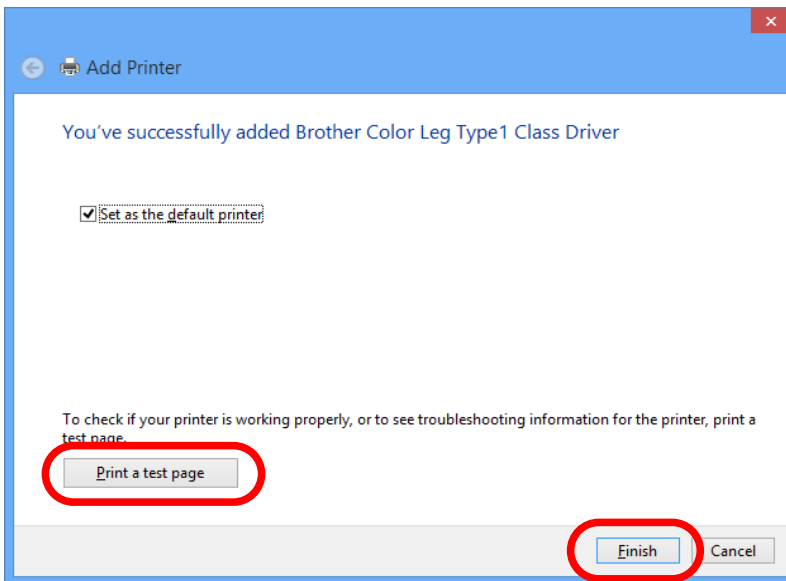 Add Printer
You've successfully added Brother Color Leg Type1 Class Driver
Set as the default printer
To check if your printer is working properly, or to see troubleshooting information for the printer, print a
test page.
Print a test page
Finish Cancel